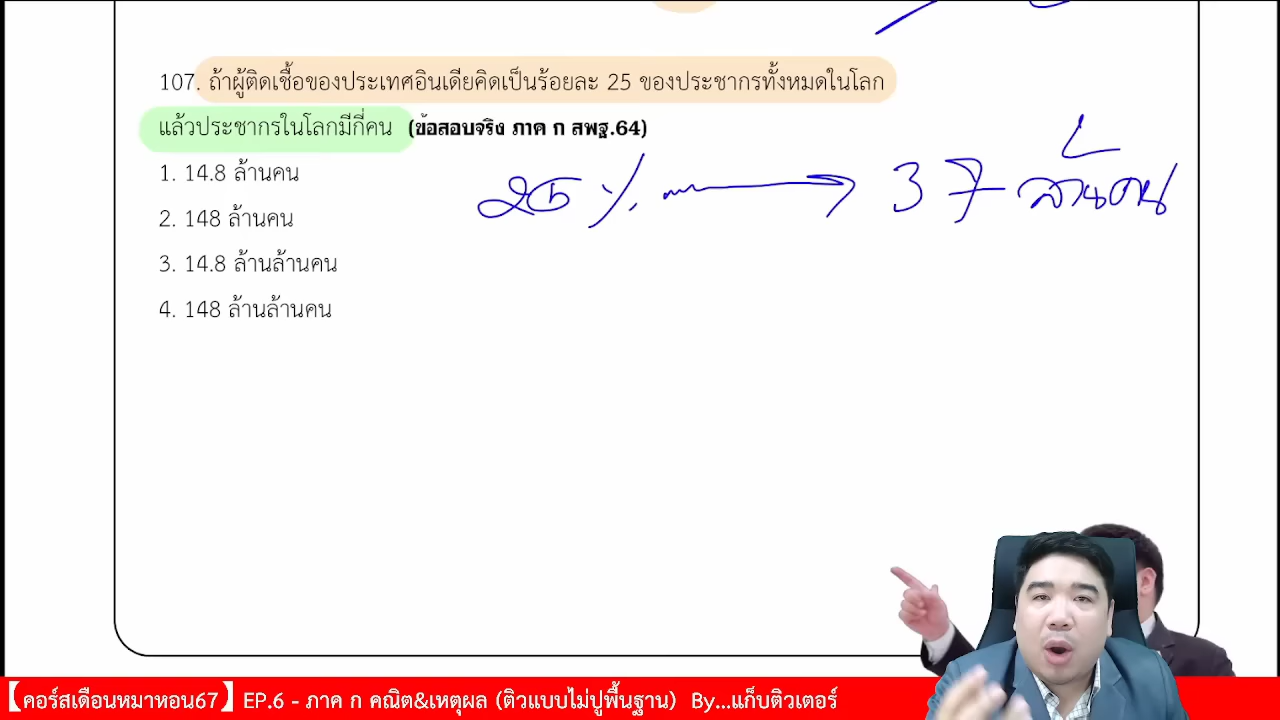 107. ถ้าผู้ติดเชื้อของประเทศอินเดียคิดเป็นร้อยละ 25 ของประชากรทั้งหมดในโลก
แล้วประชากรในโลกมีกี่คน (ข้อสอบจริง ภาค ก สพฐ.64)
1. 14.8 ล้านคน
25 % → 37 ล้านคน
2. 148 ล้านคน
3. 14.8 ล้านล้านคน
4. 148 ล้านล้านคน
【คอร์สเดือนหมาหอน67】 EP.6 - ภาค ก คณิต&เหตุผล (ติวแบบไม่ปูพื้นฐาน) By...แก็บติวเตอร์